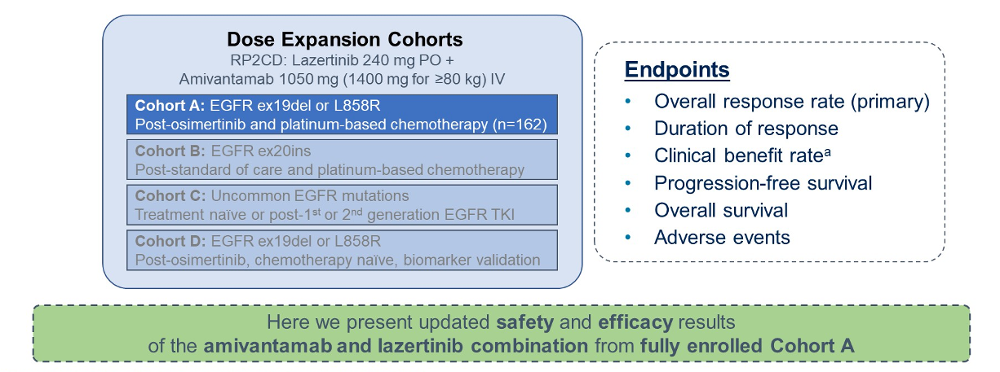 Dose Expansion Cohorts
RP2CD: Lazertinib 240 mg PO +
Amivantamab 1050 mg (1400 mg for ≥80 kg) IV
Cohort A: EGFR ex19del or L858R
Post-osimertinib and platinum-based chemotherapy (n=162)
Cohort B: EGFR ex20ins
Post-standard of care and platinum-based chemotherapy
Cohort C: Uncommon EGFR mutations
Treatment naïve or post-1st or 2nd generation EGFR TKI
Cohort D: EGFR ex19del or L858R
Post-osimertinib, chemotherapy naïve, biomarker validation
Endpoints
• Overall response rate (primary)
• Duration of response
• Clinical benefit rateª
• Progression-free survival
• Overall survival
• Adverse events
Here we present updated safety and efficacy results
of the amivantamab and lazertinib combination from fully enrolled Cohort A